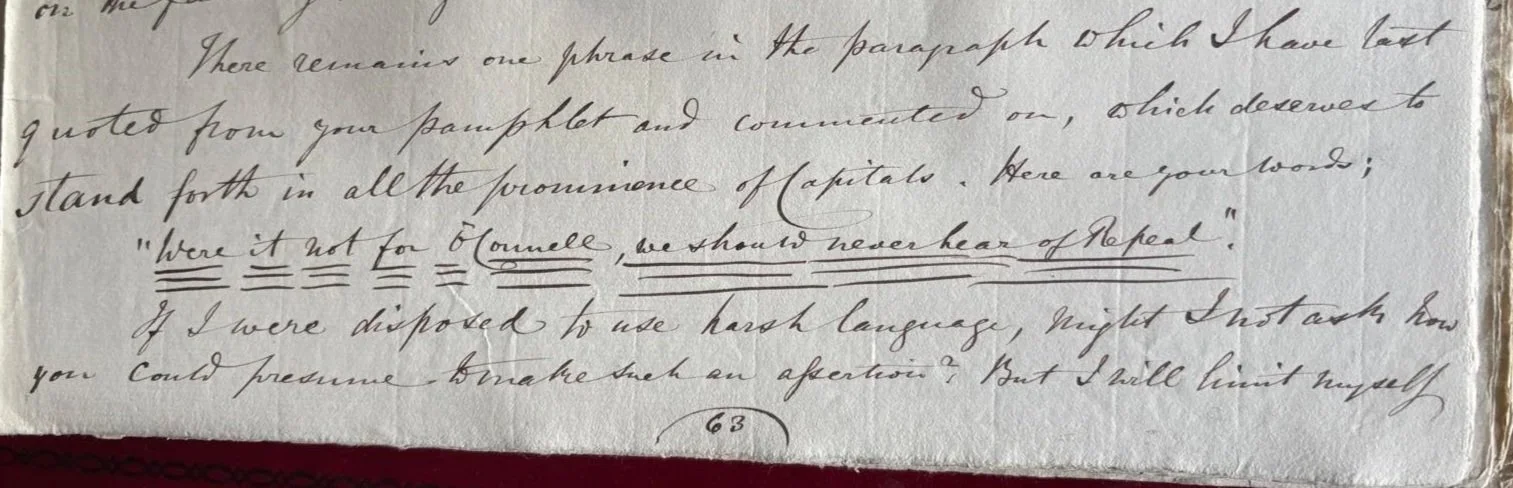 on the
There remains one phrase in the paragraph which I have last
quoted from your pamphlet and commented on, which deserves to
stand forth in all the prominence of Capitals. Here are your words;
"Were it not for O'Connell, we should never hear of Repeal".
If I were disposed to use harsh language, might I not ask how
you could presume to make such an assertion? But I will limit myself
63